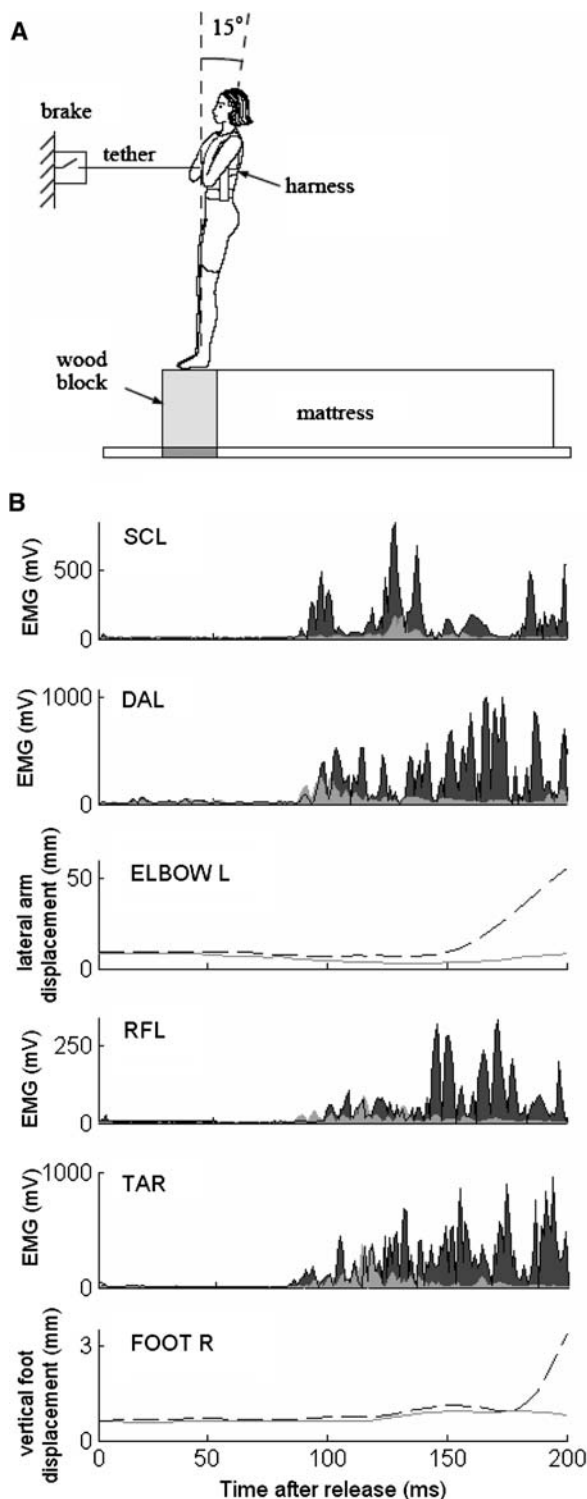 A
15°
brake
tether
harness
wood
block
mattress
B
SCL
EMG (mV)
500
0
DAL
EMG (mV)
1000
0
ELBOW L
lateral arm
displacement (mm)
50
0
RFL
EMG (mV)
250
0
TAR
EMG (mV)
1000
0
FOOT R
vertical foot
displacement (mm)
3
0
0 50 100 150 200
Time after release (ms)